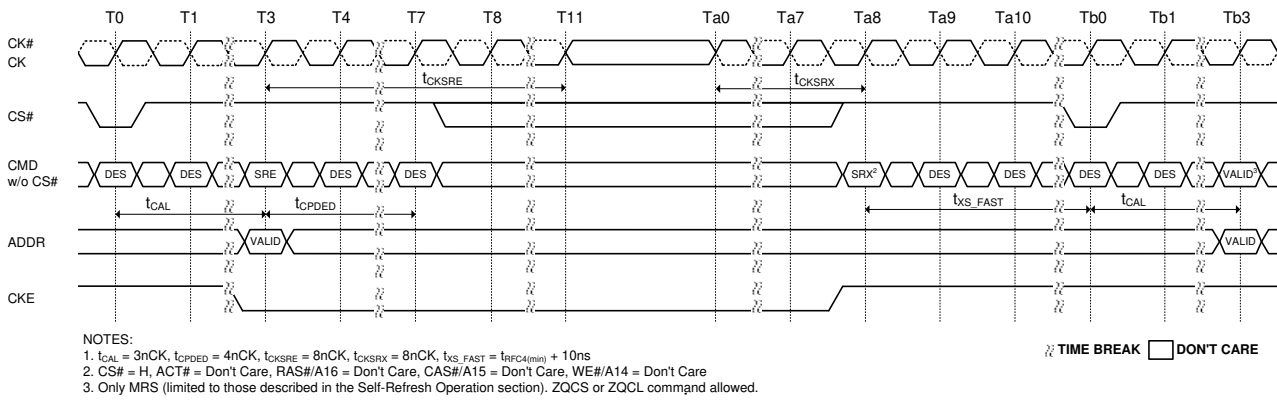 T0 T1 T3 T4 T7 T8 T11 Ta0 Ta7 Ta8 Ta9 Ta10 Tb0 Tb1 Tb3
CK#
CK
tCKSRE tCKSRX
CS#
CMD
w/o CS#
DES DES SRE DES DES SRX2 DES DES DES DES VALID3
tCAL tCPDED tXS_FAST tCAL
ADDR
VALID VALID
CKE
NOTES:
1. tCAL = 3nCK, tCPDED = 4nCK, tCKSRE = 8nCK, tCKSRX = 8nCK, tXS_FAST = tRFC4(min) + 10ns
2. CS# = H, ACT# = Don't Care, RAS#/A16 = Don't Care, CAS#/A15 = Don't Care, WE#/A14 = Don't Care
3. Only MRS (limited to those described in the Self-Refresh Operation section). ZQCS or ZQCL command allowed.
TIME BREAK DON'T CARE